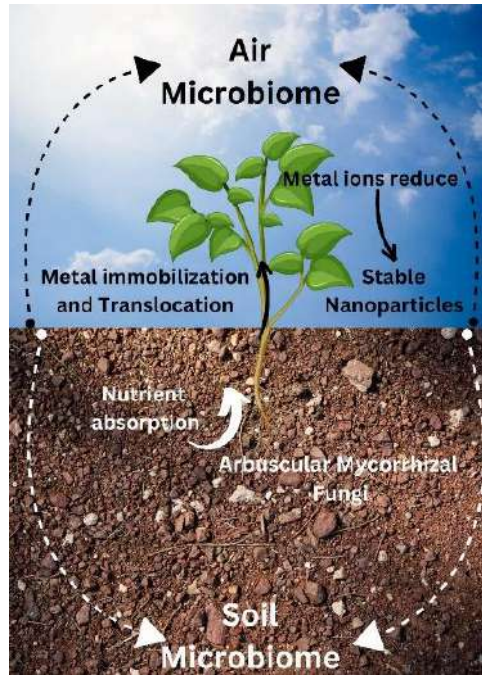 Air
Microbiome
Metal ions reduce
Metal immobilization
and Translocation
Stable
Nanoparticles
Nutrient
absorption
Arbuscular Mycorrhizal
Fungi
Soil
Microbiome